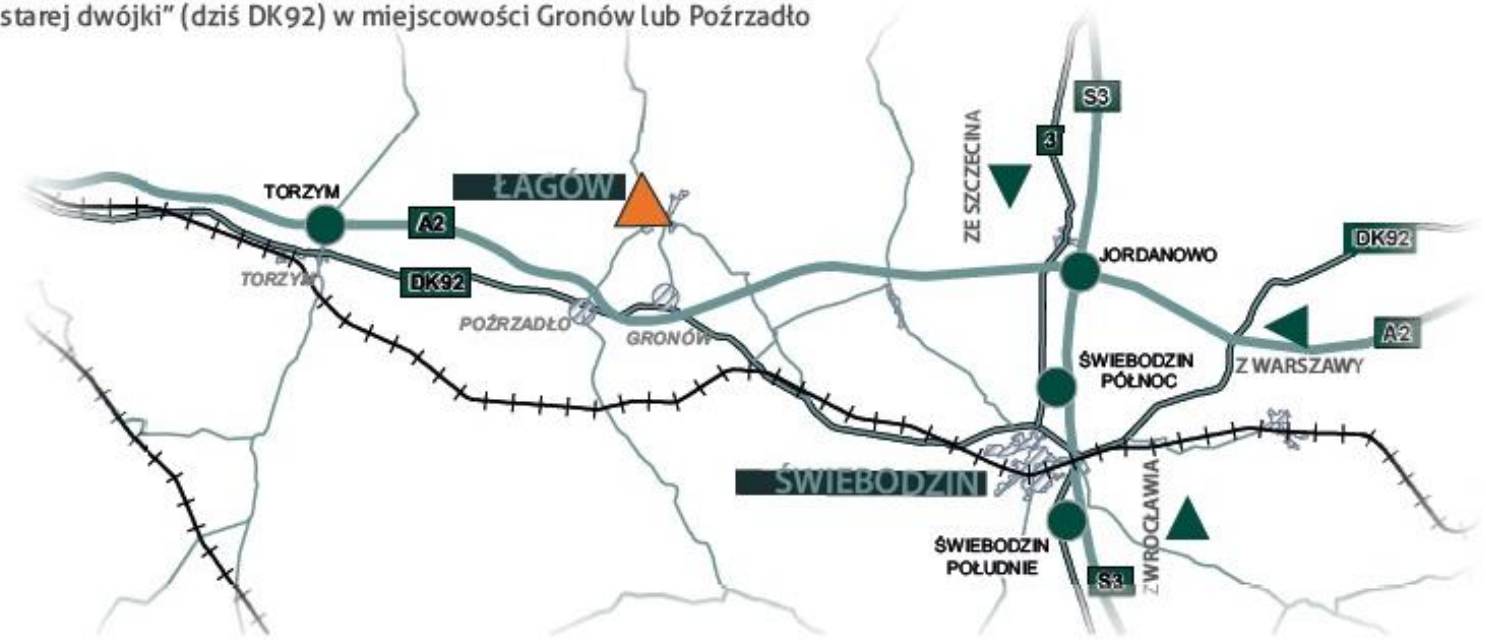 starej dwójki” (dziś DK92) w miejscowości Gronów lub Poźrzadło
S3
3
ZE SZCZECINA
TORZYM
ŁAGÓW
A2
DK92
JORDANOWO
TORZYM
DK92
POŹRZADŁO
GRONÓW
A2
Z WARSZAWY
ŚWIEBODZIN
PÓŁNOC
ŚWIEBODZIN
Z WROCŁAWIA
ŚWIEBODZIN
POŁUDNIE
S3